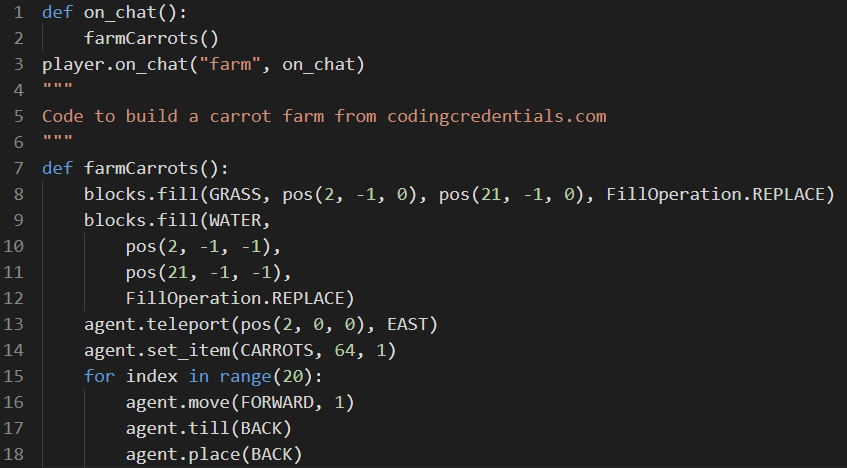 1 def on_chat():
2     farmCarrots()
3 player.on_chat("farm", on_chat)
4 """
5 Code to build a carrot farm from codingcredentials.com
6 """
7 def farmCarrots():
8     blocks.fill(GRASS, pos(2, -1, 0), pos(21, -1, 0), FillOperation.REPLACE)
9     blocks.fill(WATER,
10         pos(2, -1, -1),
11         pos(21, -1, -1),
12         FillOperation.REPLACE)
13     agent.teleport(pos(2, 0, 0), EAST)
14     agent.set_item(CARROTS, 64, 1)
15     for index in range(20):
16         agent.move(FORWARD, 1)
17         agent.till(BACK)
18         agent.place(BACK)